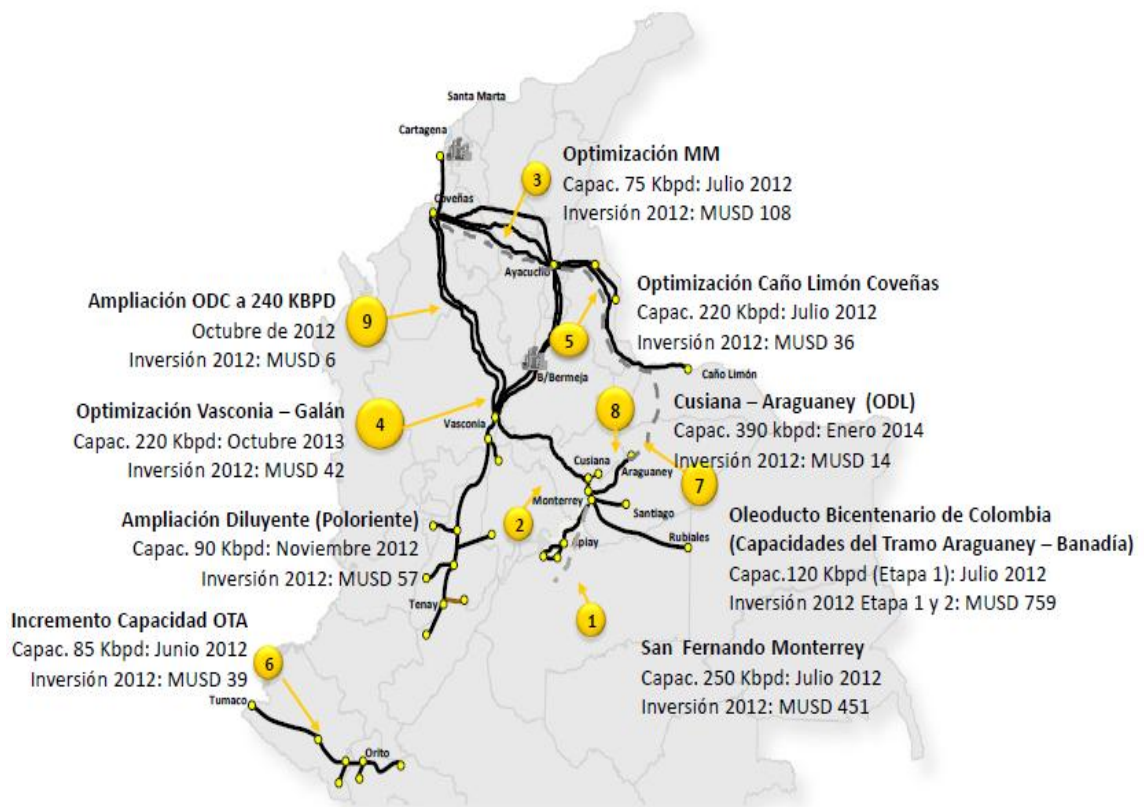 Santa Marta
Cartagena
Coveñas
Optimización MM
Capac. 75 Kbpd: Julio 2012
Inversión 2012: MUSD 108
3
Ayacucho
Ampliación ODC a 240 KBPD
Octubre de 2012
Inversión 2012: MUSD 6
9
Optimización Caño Limón Coveñas
Capac. 220 Kbpd: Julio 2012
Inversión 2012: MUSD 36
5
B/Bermeja
Caño Limón
Optimización Vasconia – Galán
Capac. 220 Kbpd: Octubre 2013
Inversión 2012: MUSD 42
4
Vasconia
8
Cusiana – Araguaney (ODL)
Capac. 390 kbpd: Enero 2014
Inversión 2012: MUSD 14
Cusiana
Araguaney
7
Monterrey
Santiago
2
Ampliación Diluyente (Poloriente)
Capac. 90 Kbpd: Noviembre 2012
Inversión 2012: MUSD 57
Rubiales
Oleoducto Bicentenario de Colombia
(Capacidades del Tramo Araguaney – Banadía)
Capac.120 Kbpd (Etapa 1): Julio 2012
Inversión 2012 Etapa 1 y 2: MUSD 759
Tenay
1
Incremento Capacidad OTA
Capac. 85 Kbpd: Junio 2012
Inversión 2012: MUSD 39
6
San Fernando Monterrey
Capac. 250 Kbpd: Julio 2012
Inversión 2012: MUSD 451
Tumaco
Orito